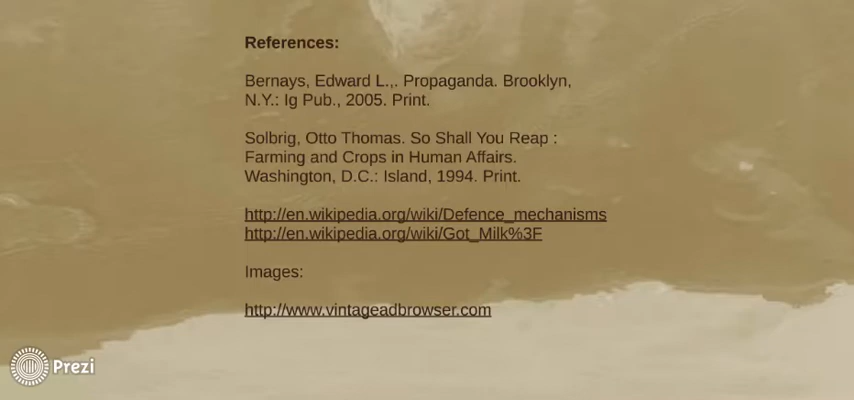 References:
Bernays, Edward L.,. Propaganda. Brooklyn,
N.Y.: Ig Pub., 2005. Print.
Solbrig, Otto Thomas. So Shall You Reap :
Farming and Crops in Human Affairs.
Washington, D.C.: Island, 1994. Print.
http://en.wikipedia.org/wiki/Defence_mechanisms
http://en.wikipedia.org/wiki/Got_Milk%3F
Images:
http://www.vintageadbrowser.com
Prezi